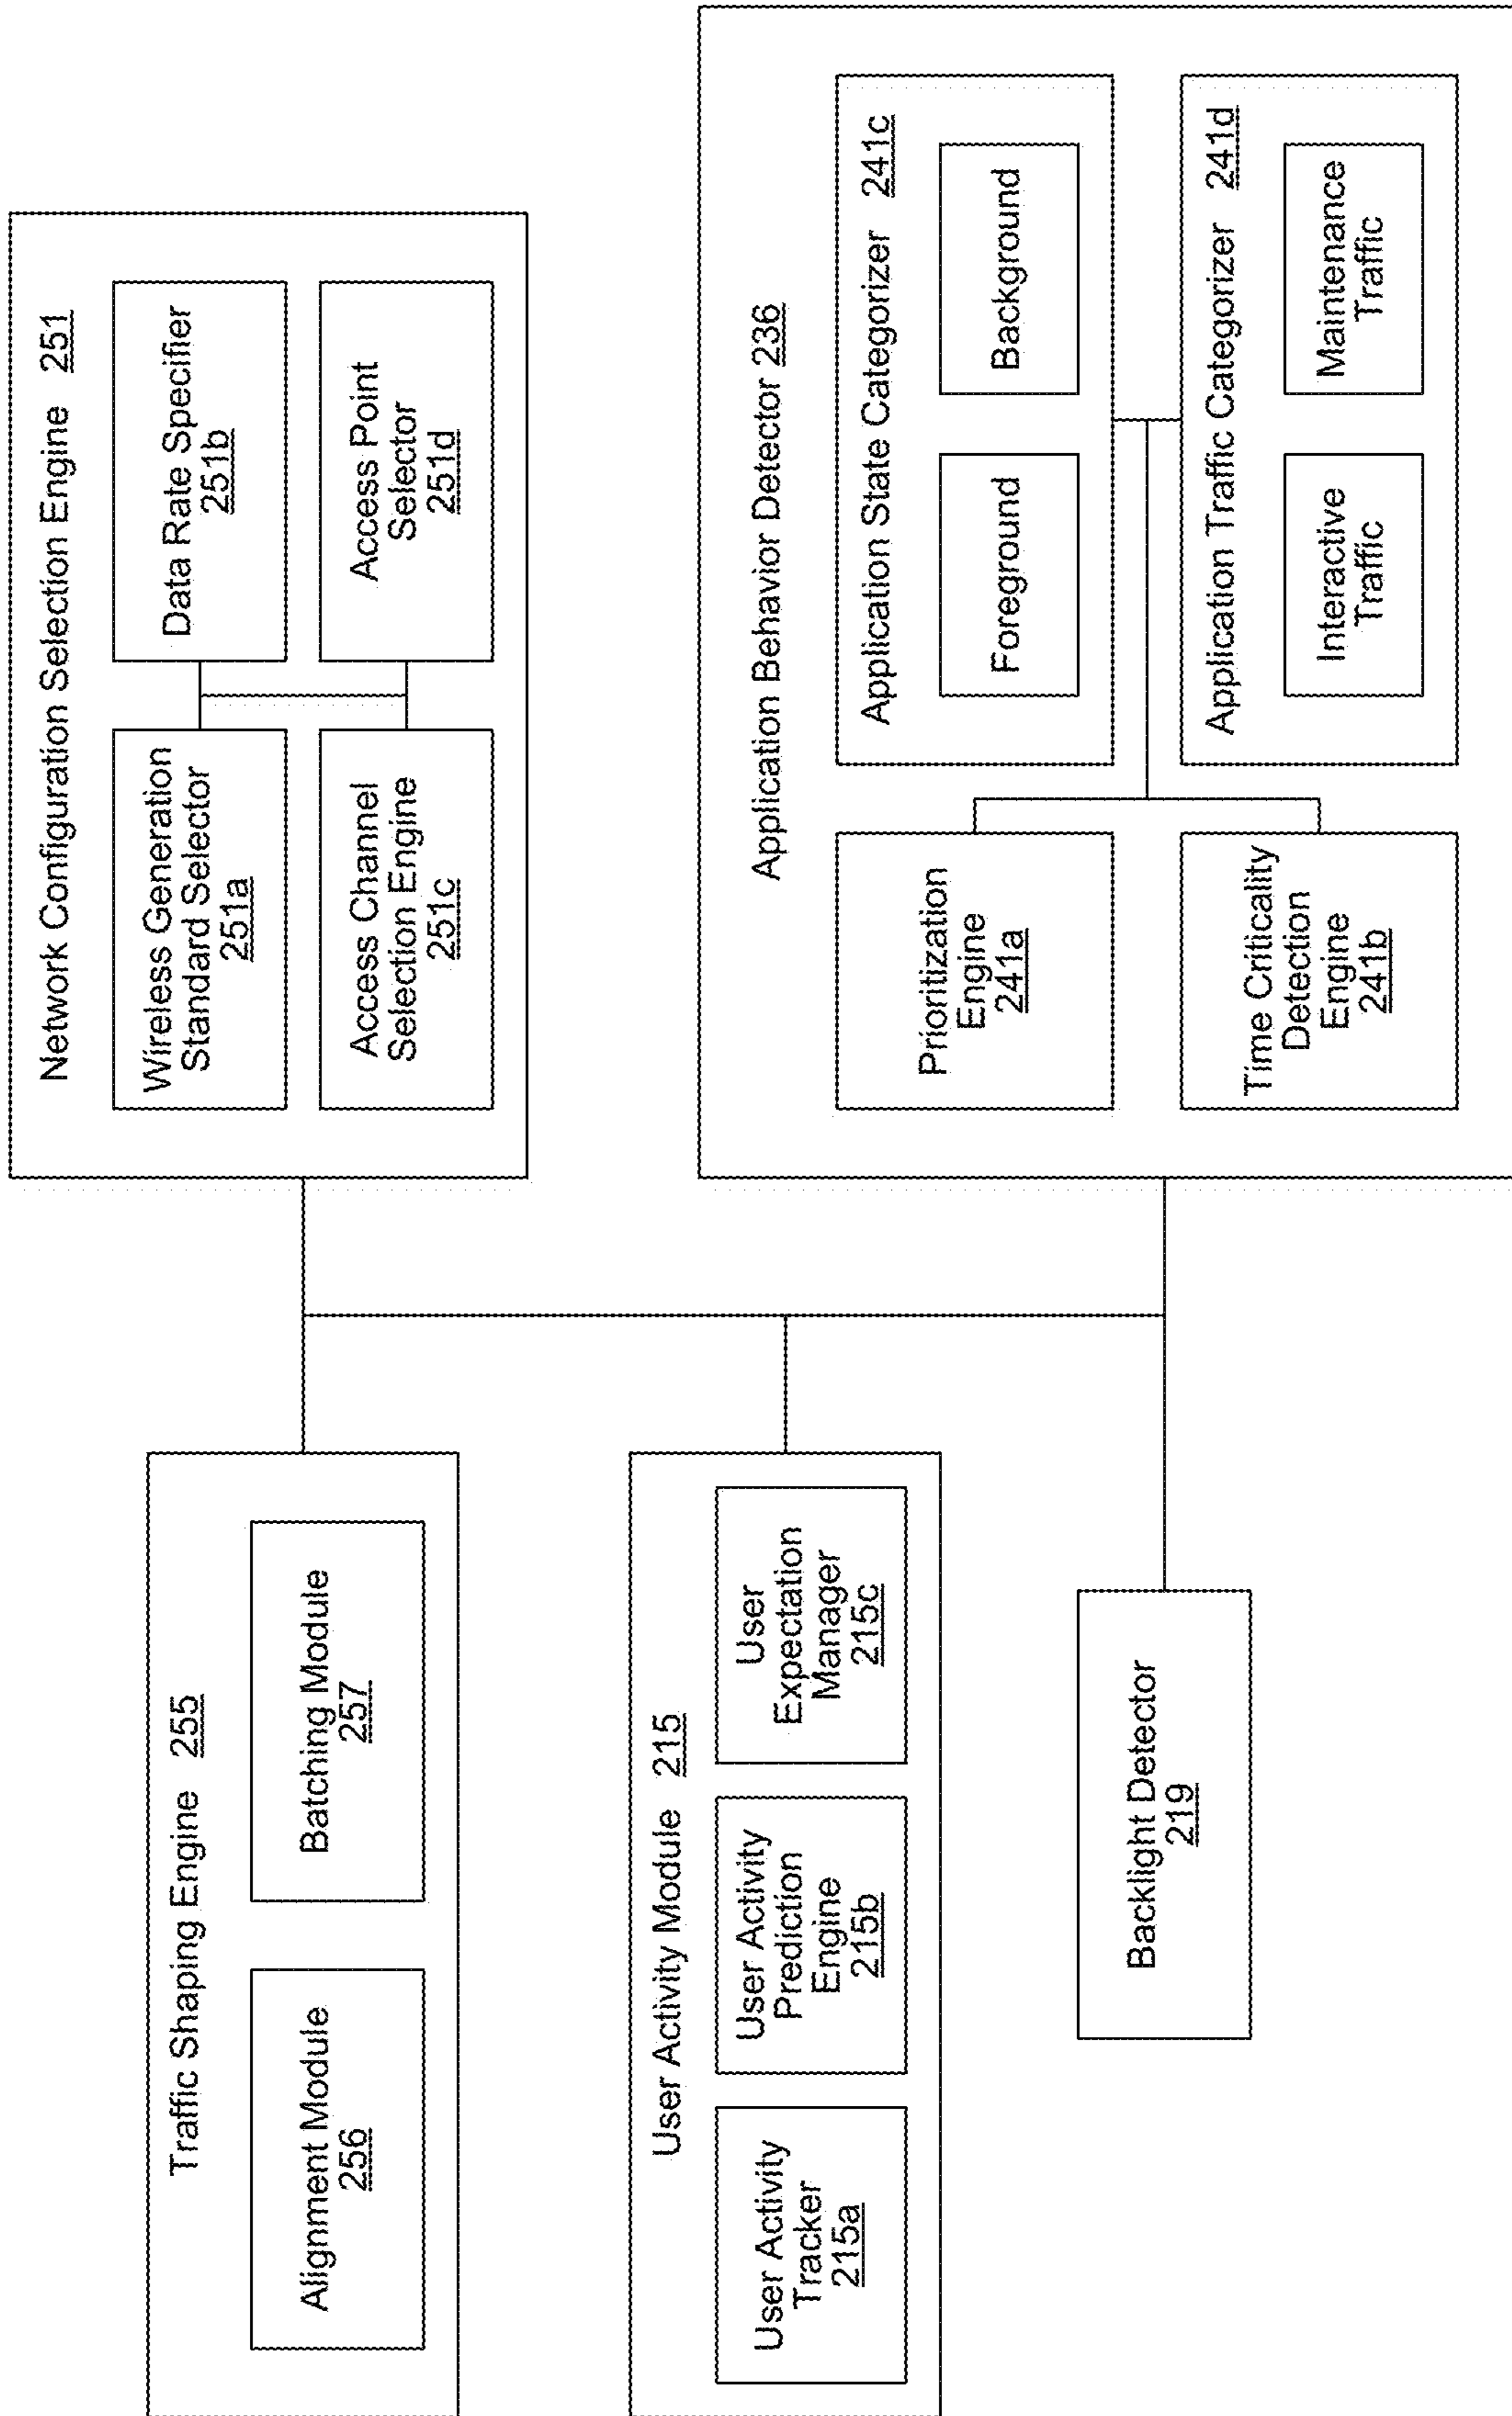 Traffic Shaping Engine 255
Alignment Module
256
Batching Module
257
Network Configuration Selection Engine 251
Wireless Generation
Standard Selector
251a
Data Rate Specifier
251b
Access Channel
Selection Engine
251c
Access Point
Selector
251d
User Activity Module 215
User Activity
Tracker
215a
User Activity
Prediction
Engine
215b
User
Expectation
Manager
215c
Backlight Detector
219
Application Behavior Detector 236
Prioritization
Engine
241a
Application State Categorizer 241c
Foreground
Background
Time Criticality
Detection
Engine
241b
Application Traffic Categorizer 241d
Interactive
Traffic
Maintenance
Traffic